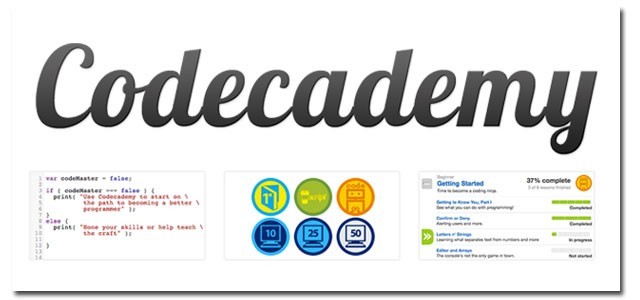 Codecademy
1 var codeMaster = false;
2
3 if ( codeMaster === false ) {
4 print( "Use Codecademy to start on \
5 the path to becoming a better \
6 programmer" );
7 }
8 else {
9 print( "Hone your skills or help teach \
10 the craft" );
11
12 }
13
14
10
25
50
Beginner
Getting Started
Time to become a coding ninja.
37% complete
3 of 8 lessons finished
Getting to Know You, Part I
See what you can do with programming!
Completed
Confirm or Deny
Alerting users and more.
Completed
Letters n' Strings
Learning what separates text from numbers and more
In progress
Editor and Arrays
The console's not the only game in town.
Not started